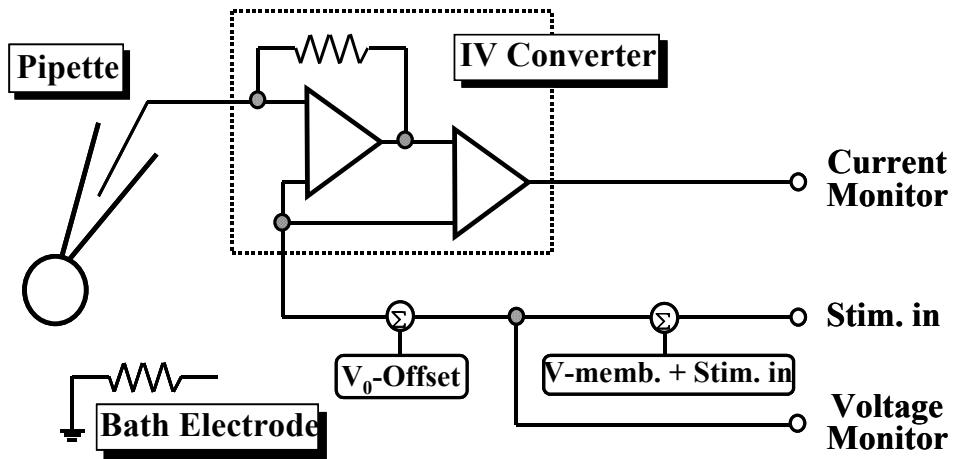 IV Converter
Pipette
Current
Monitor
Σ
Σ
Stim. in
V₀-Offset
V-memb. + Stim. in
Bath Electrode
Voltage
Monitor